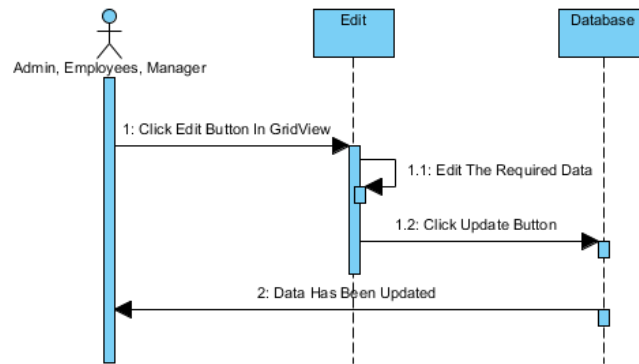 Edit
Database
Admin, Employees, Manager
1: Click Edit Button In GridView
1.1: Edit The Required Data
1.2: Click Update Button
2: Data Has Been Updated